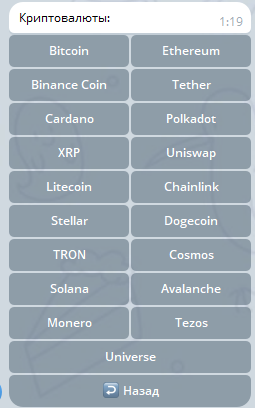 Криптовалюты:
1:19
Bitcoin Ethereum
Binance Coin Tether
Cardano Polkadot
XRP Uniswap
Litecoin Chainlink
Stellar Dogecoin
TRON Cosmos
Solana Avalanche
Monero Tezos
Universe
Назад